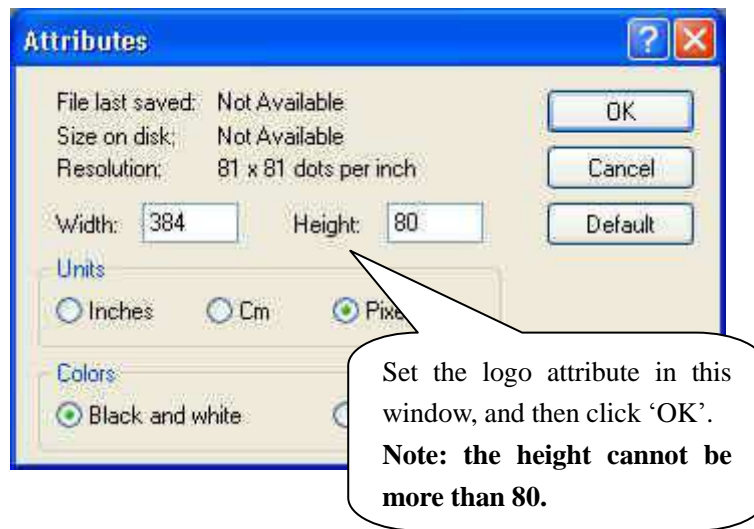 Attributes
File last saved: Not Available
Size on disk: Not Available
Resolution: 81 x 81 dots per inch
OK
Cancel
Default
Width: 384 Height: 80
Units
Inches Cm Pixe
Colors
Black and white
Set the logo attribute in this
window, and then click ‘OK’.
Note: the height cannot be
more than 80.